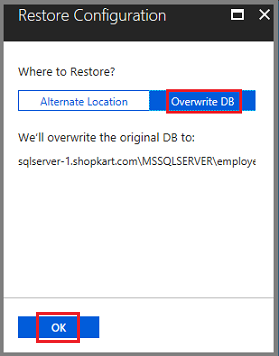 Restore Configuration
Where to Restore?
Alternate Location Overwrite DB
We'll overwrite the original DB to:
sqlserver-1.shopkart.com\MSSQLSERVER\employe
OK